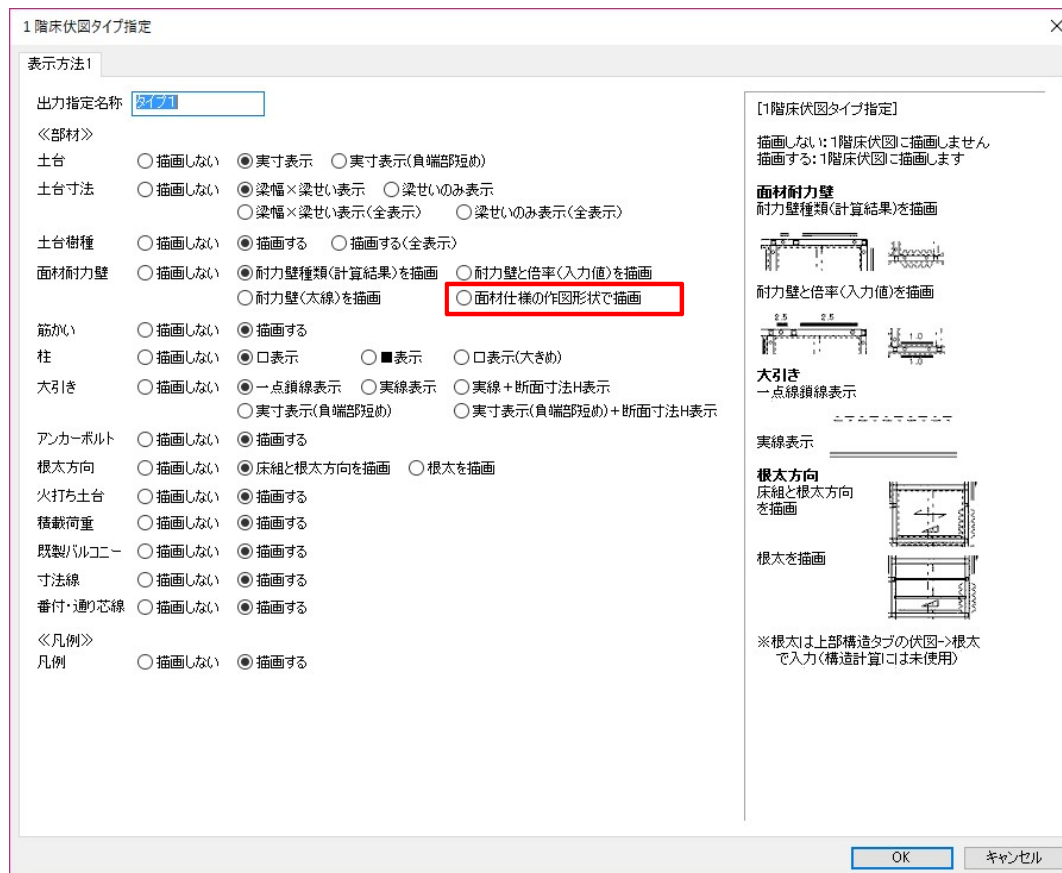 1階床伏図タイプ指定
表示方法1
出力指定名称 タイプ1
≪部材≫
土台 描画しない 実寸表示 実寸表示(負端部短め)
土台寸法 描画しない 梁幅×梁せい表示 梁せいのみ表示
梁幅×梁せい表示(全表示) 梁せいのみ表示(全表示)
土台樹種 描画しない 描画する 描画する(全表示)
面材耐力壁 描画しない 耐力壁種類(計算結果)を描画 耐力壁と倍率(入力値)を描画
耐力壁(太線)を描画 面材仕様の作図形状で描画
筋かい 描画しない 描画する
柱 描画しない □表示 ■表示 □表示(大きめ)
大引き 描画しない 一点鎖線表示 実線表示 実線+断面寸法H表示
実寸表示(負端部短め) 実寸表示(負端部短め)+断面寸法H表示
アンカーボルト 描画しない 描画する
根太方向 描画しない 床組と根太方向を描画 根太を描画
火打ち土台 描画しない 描画する
積載荷重 描画しない 描画する
既製バルコニー 描画しない 描画する
寸法線 描画しない 描画する
番付・通り芯線 描画しない 描画する
≪凡例≫
凡例 描画しない 描画する
[1階床伏図タイプ指定]
描画しない:1階床伏図に描画しません
描画する:1階床伏図に描画します
面材耐力壁
耐力壁種類(計算結果)を描画
耐力壁と倍率(入力値)を描画
2.5 2.5 1.0
1.0
大引き
一点線鎖線表示
実線表示
根太方向
床組と根太方向
を描画
根太を描画
※根太は上部構造タブの伏図->根太
で入力(構造計算には未使用)
OK キャンセル